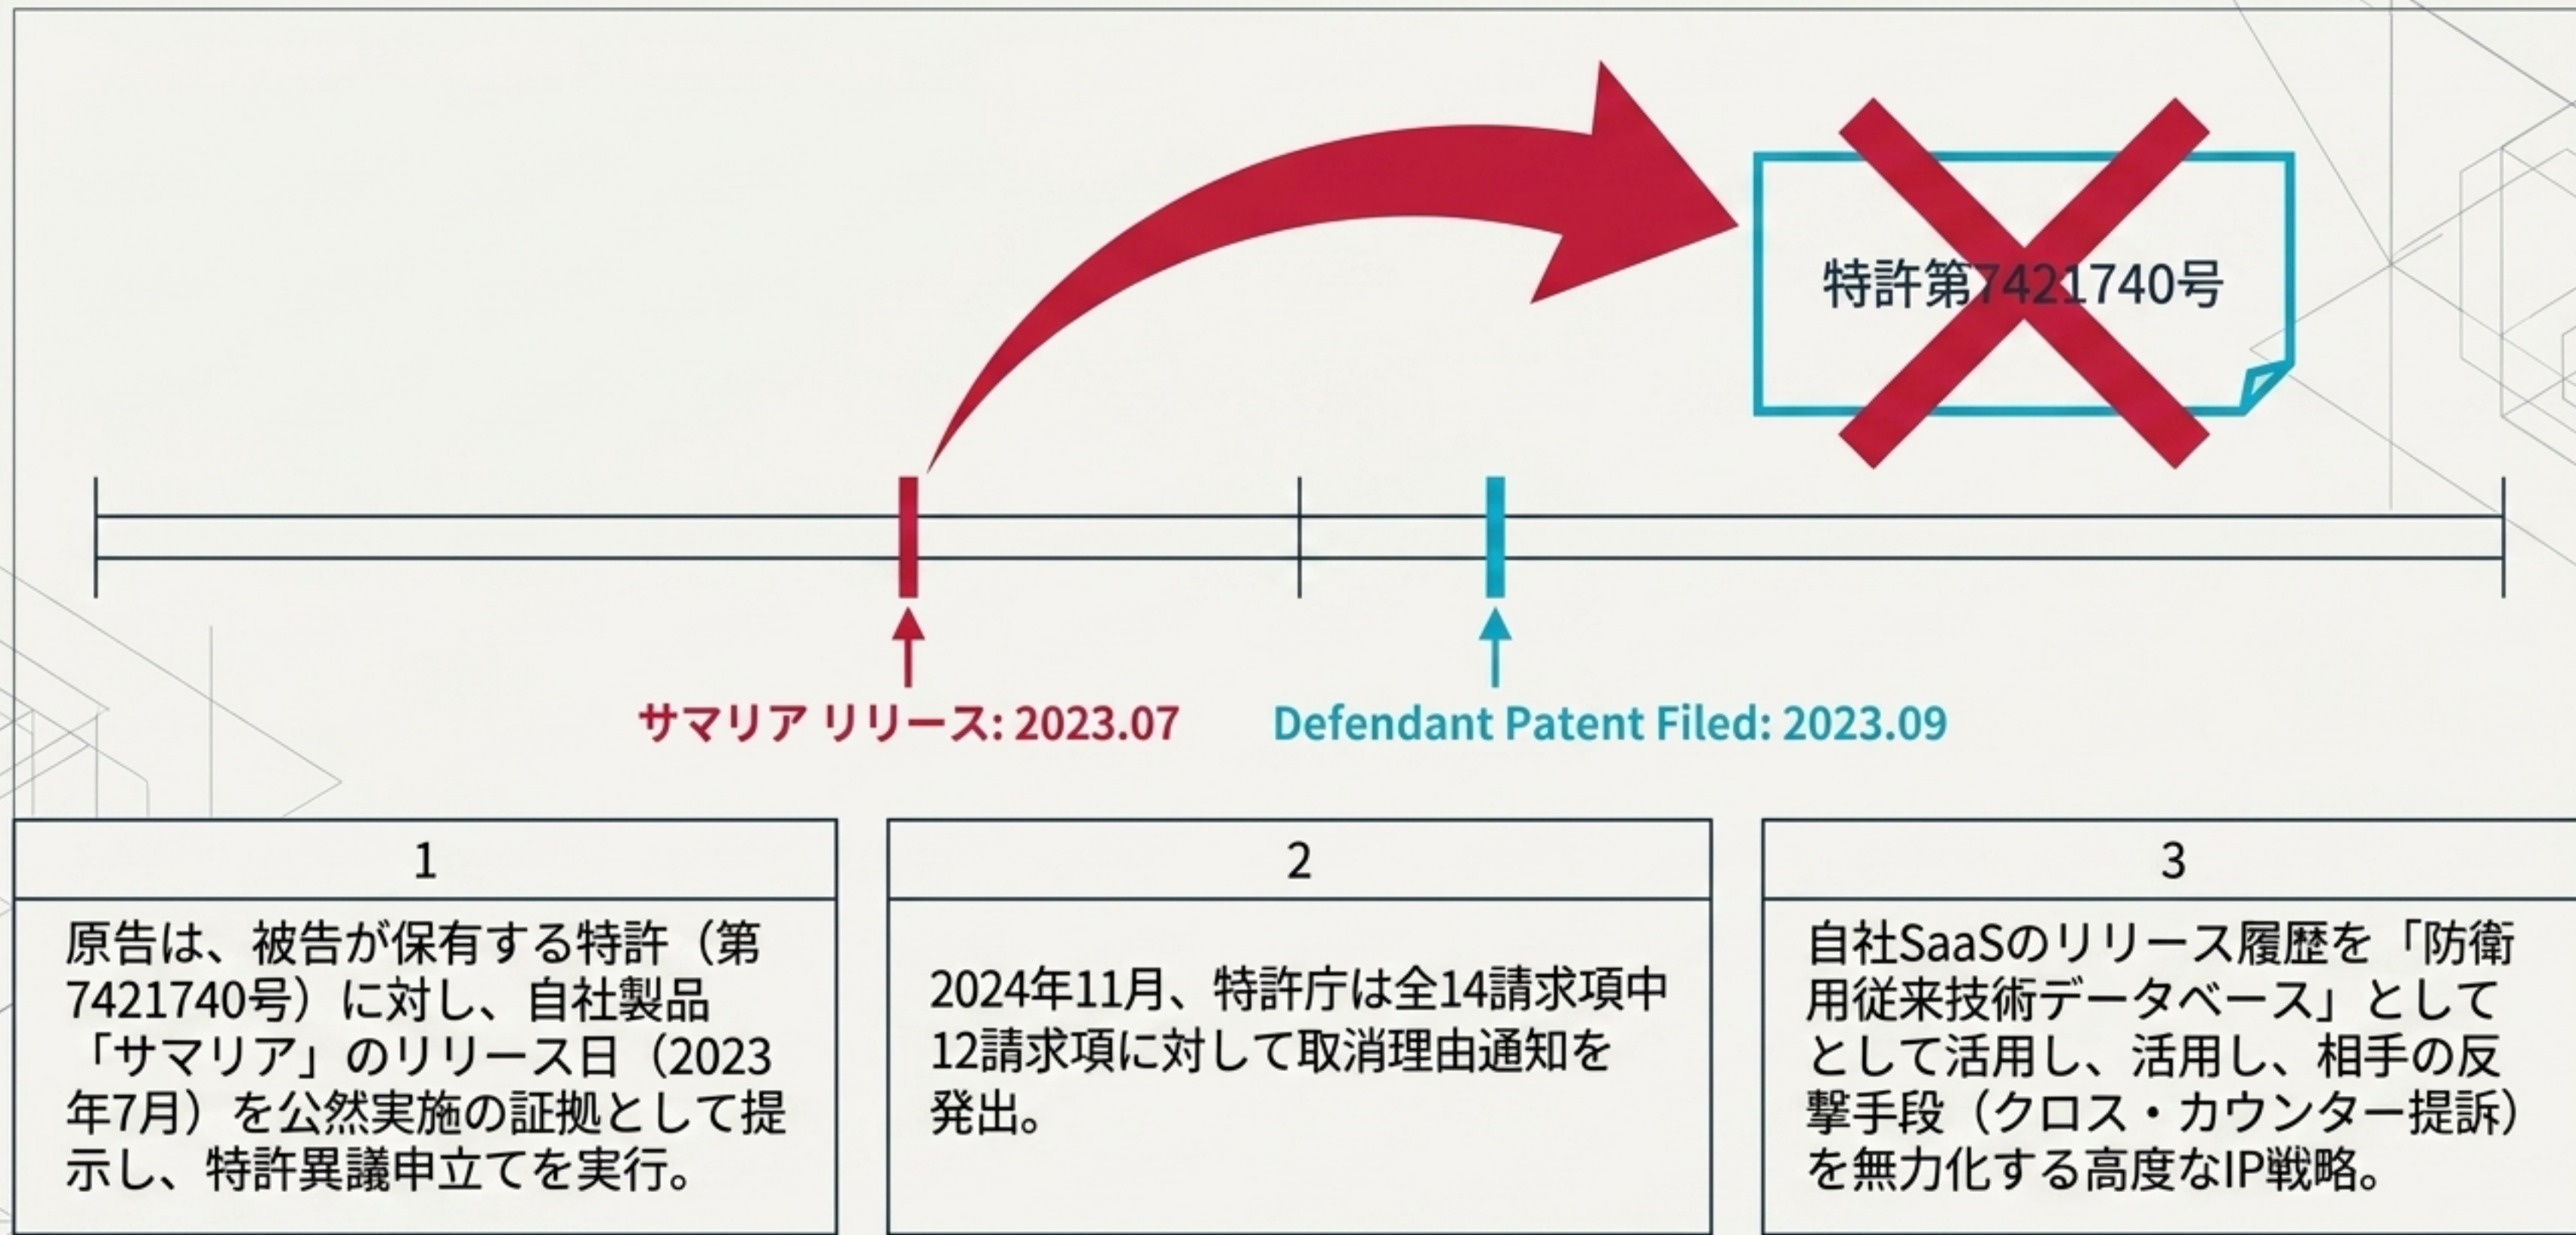 特許第7421740号
サマリア リリース: 2023.07
Defendant Patent Filed: 2023.09
1
原告は、被告が保有する特許（第
7421740号）に対し、自社製品
「サマリア」のリリース日（2023
年7月）を公然実施の証拠として提
示し、特許異議申立てを実行。
2
2024年11月、特許庁は全14請求項中
12請求項に対して取消理由通知を
発出。
3
自社SaaSのリリース履歴を「防衛
用従来技術データベース」として
として活用し、活用し、相手の反
撃手段（クロス・カウンター提訴）
を無力化する高度なIP戦略。